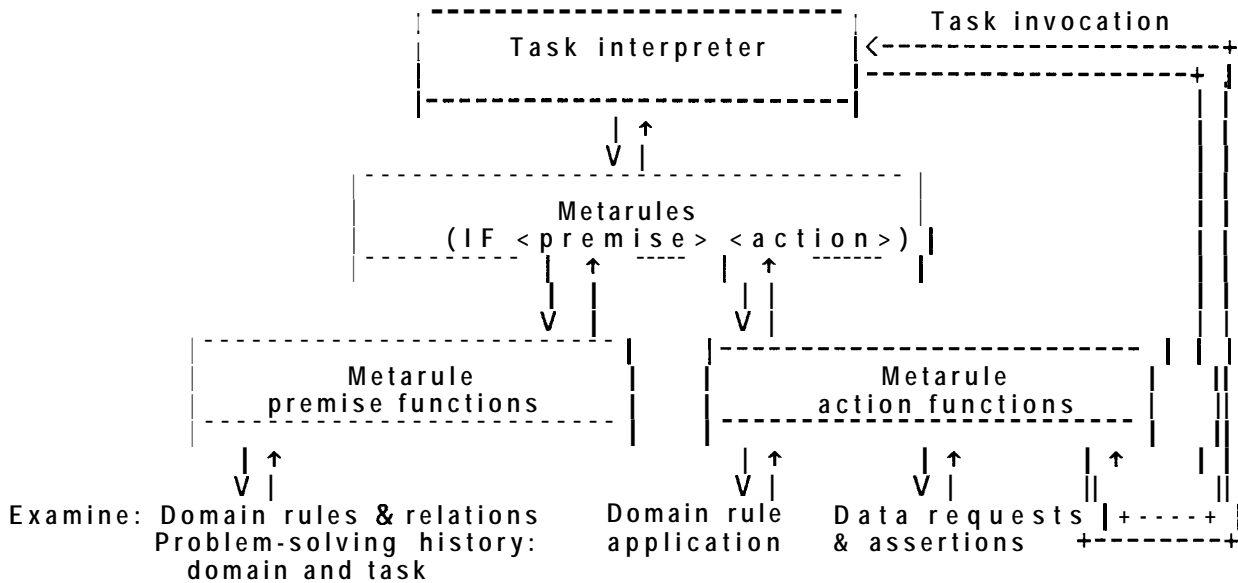 Task invocation
Task interpreter
Metarules
(IF <premise> <action>)
Metarule
premise functions
Metarule
action functions
Examine: Domain rules & relations
Problem-solving history:
domain and task
Domain rule
application
Data requests
& assertions